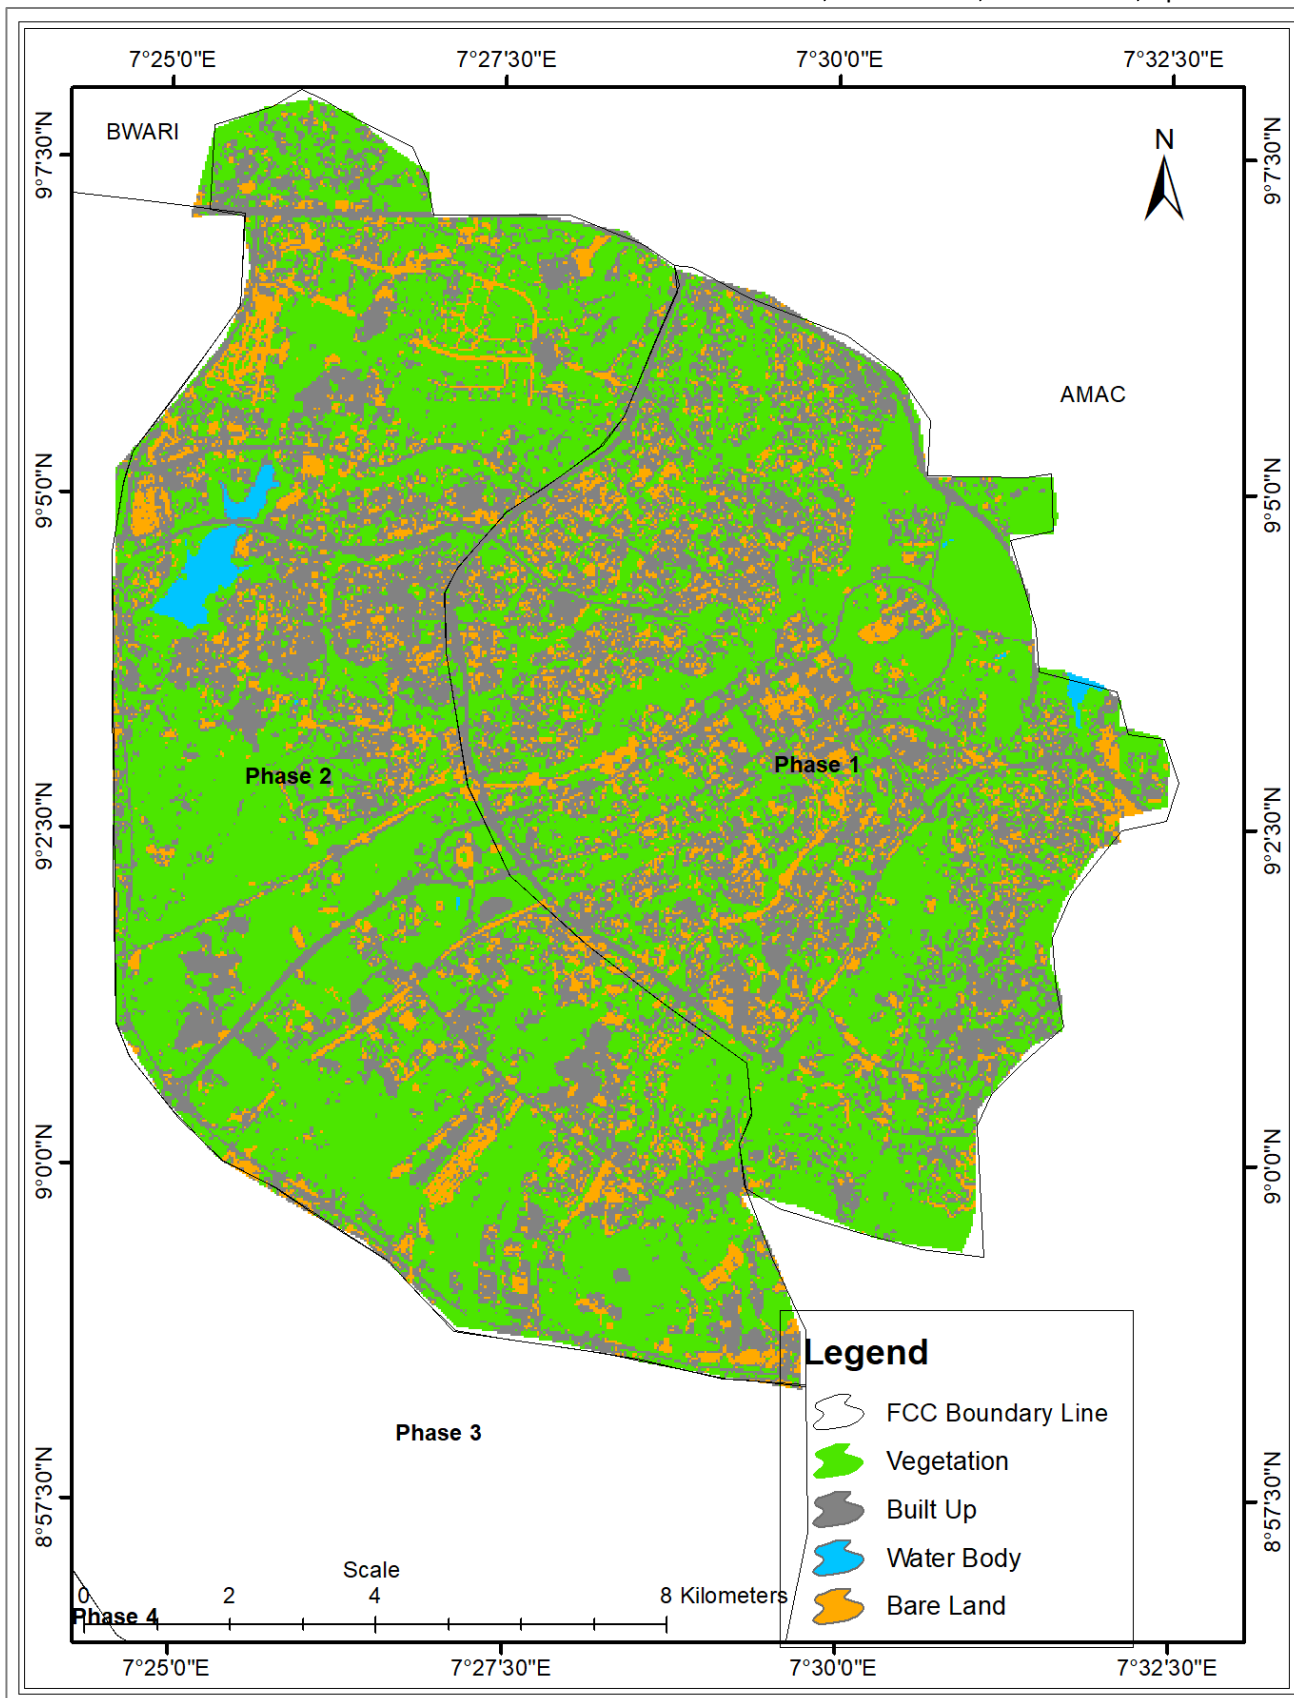 7°25'0"E 7°27'30"E 7°30'0"E 7°32'30"E
BWARI
N
9°7'30"N 9°7'30"N
AMAC
9°5'0"N 9°5'0"N
Phase 2 Phase 1
9°2'30"N 9°2'30"N
9°0'0"N 9°0'0"N
Legend
FCC Boundary Line
Vegetation
Built Up
Water Body
Bare Land
Phase 3
8°57'30"N 8°57'30"N
Scale
0 2 4 8 Kilometers
Phase 4
7°25'0"E 7°27'30"E 7°30'0"E 7°32'30"E